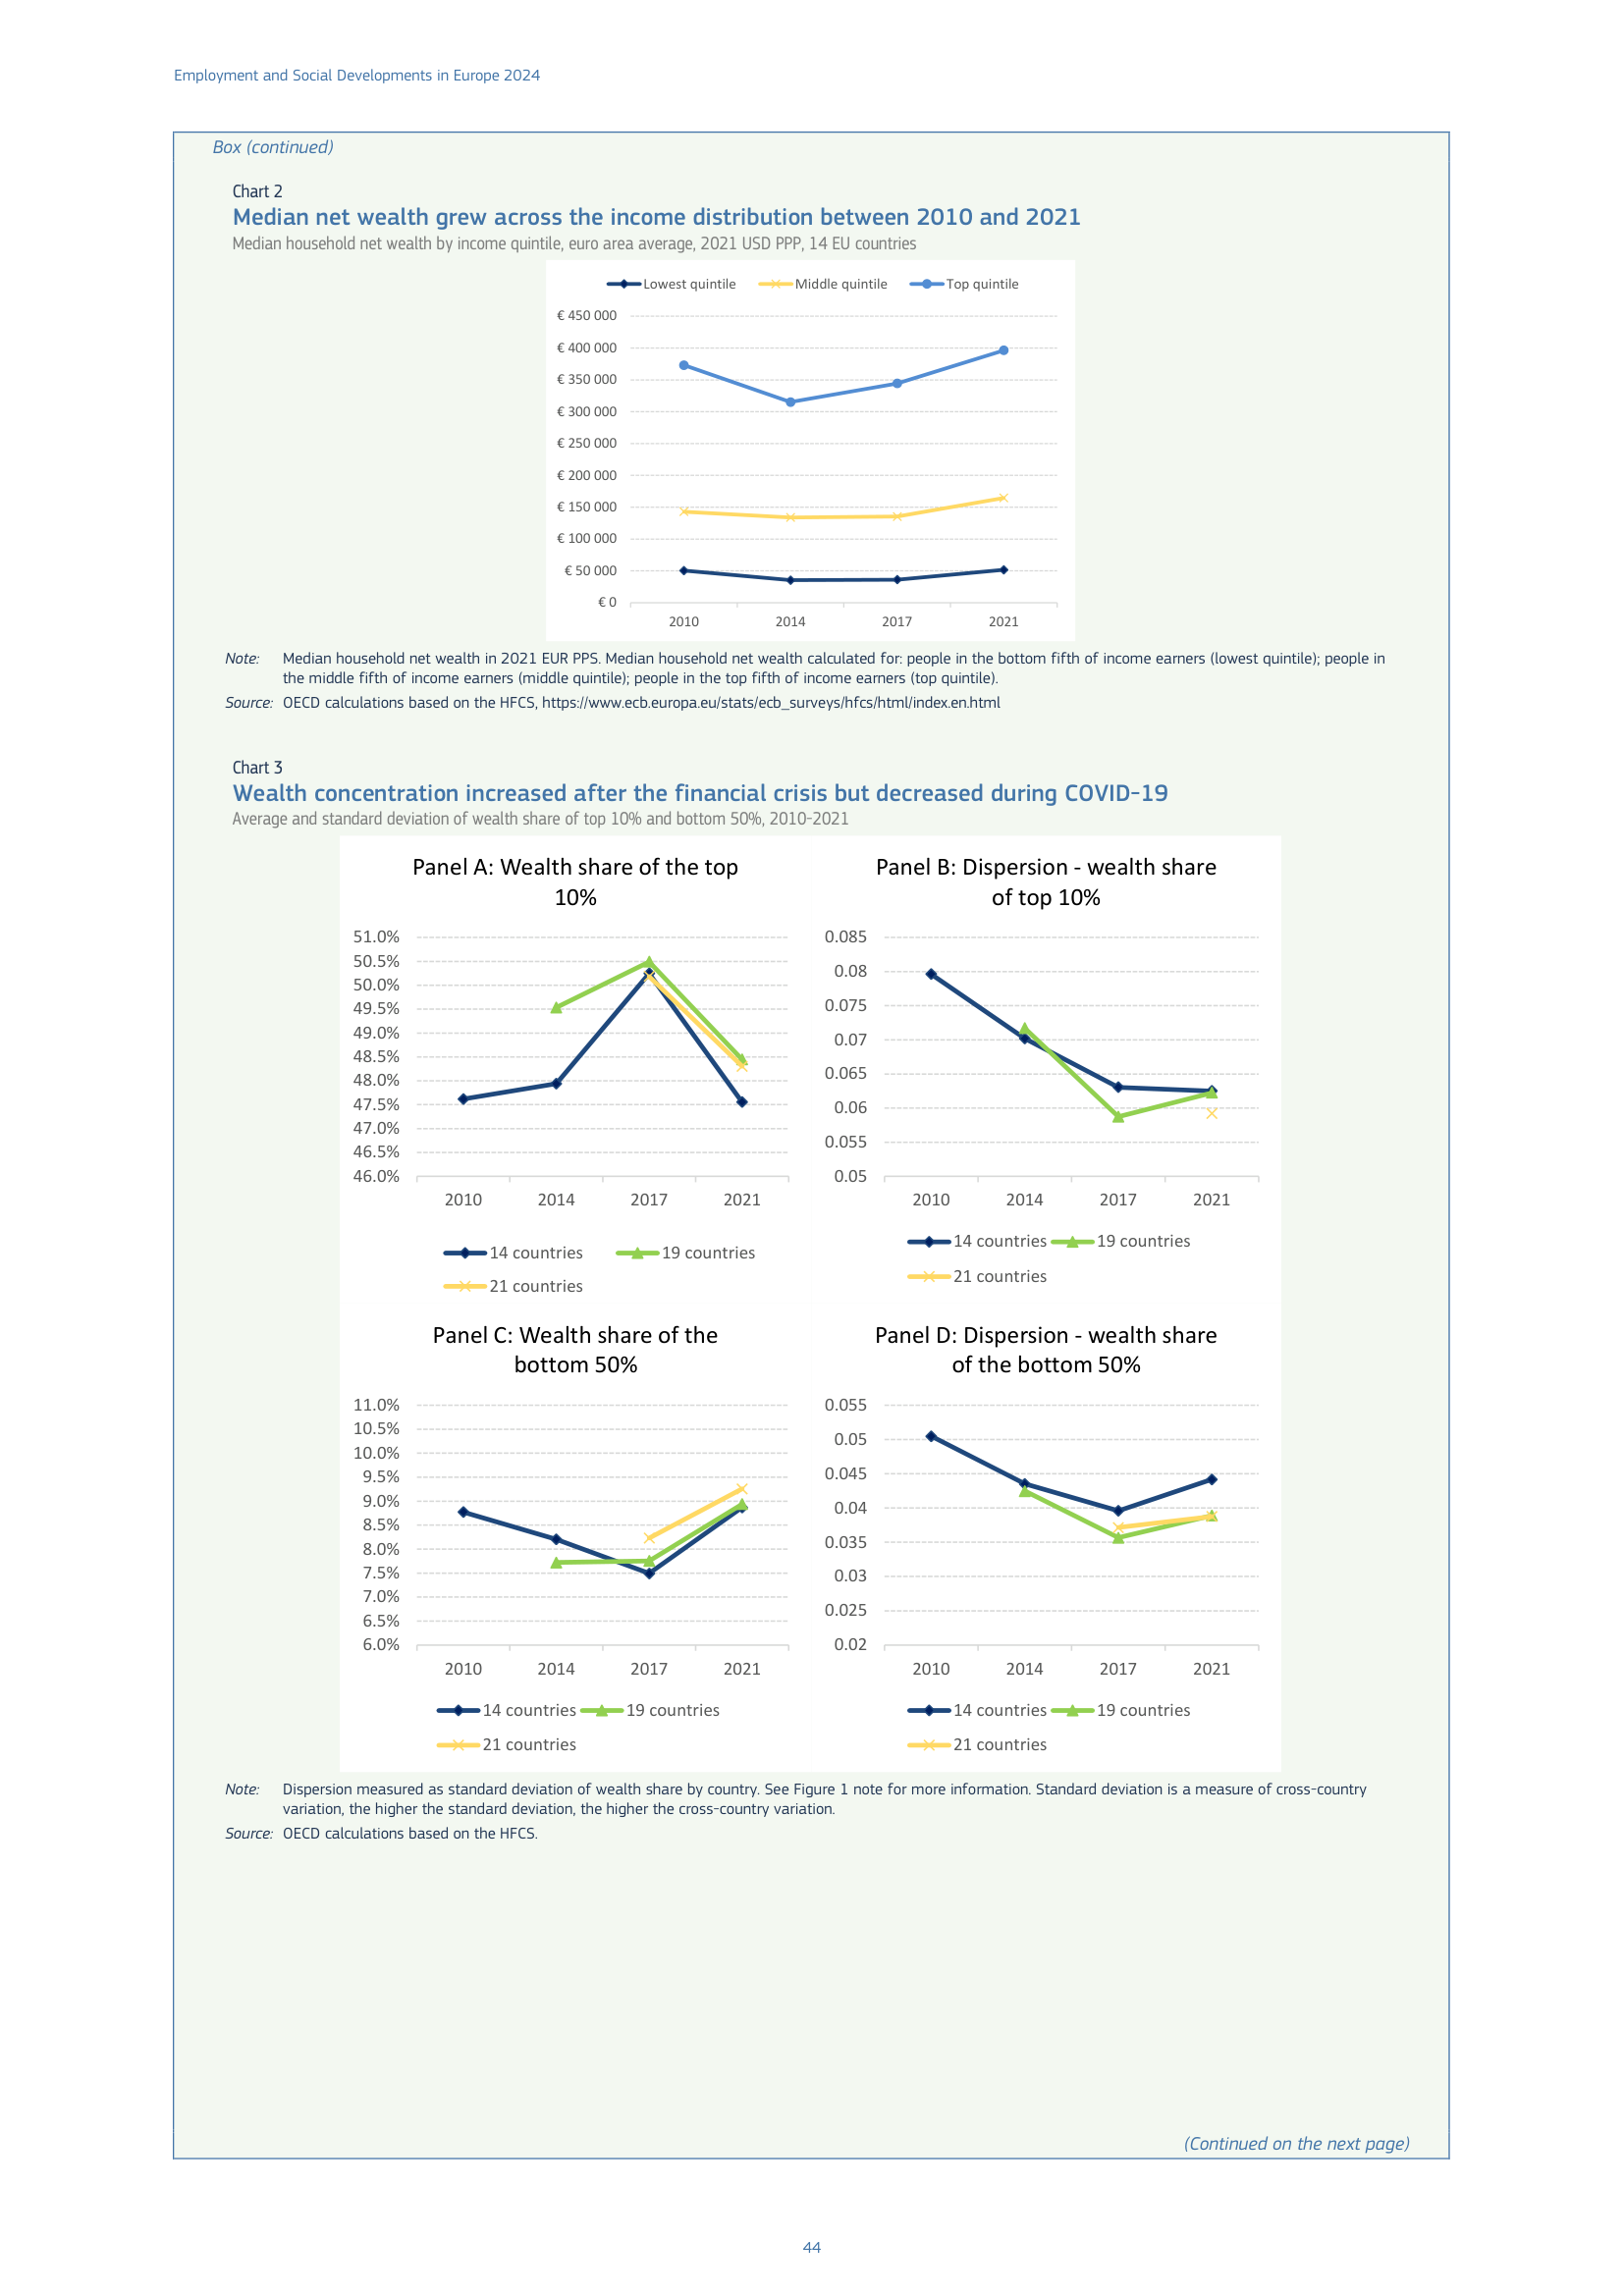 Employment and Social Developments in Europe 2024
Box (continued)
Chart 2
Median net wealth grew across the income distribution between 2010 and 2021
Median household net wealth by income quintile, euro area average, 2021 USD PPP, 14 EU countries
Lowest quintile Middle quintile Top quintile
€ 450 000
€ 400 000
€ 350 000
€ 300 000
€ 250 000
€ 200 000
€ 150 000
€ 100 000
€ 50 000
€ 0
2010 2014 2017 2021
Note: Median household net wealth in 2021 EUR PPS. Median household net wealth calculated for: people in the bottom fifth of income earners (lowest quintile); people in
the middle fifth of income earners (middle quintile); people in the top fifth of income earners (top quintile).
Source: OECD calculations based on the HFCS, https://www.ecb.europa.eu/stats/ecb_surveys/hfcs/html/index.en.html
Chart 3
Wealth concentration increased after the financial crisis but decreased during COVID-19
Average and standard deviation of wealth share of top 10% and bottom 50%, 2010-2021
Panel A: Wealth share of the top
10%
51.0%
50.5%
50.0%
49.5%
49.0%
48.5%
48.0%
47.5%
47.0%
46.5%
46.0%
2010 2014 2017 2021
14 countries 19 countries
21 countries
Panel B: Dispersion - wealth share
of top 10%
0.085
0.08
0.075
0.07
0.065
0.06
0.055
0.05
2010 2014 2017 2021
14 countries 19 countries
21 countries
Panel C: Wealth share of the
bottom 50%
11.0%
10.5%
10.0%
9.5%
9.0%
8.5%
8.0%
7.5%
7.0%
6.5%
6.0%
2010 2014 2017 2021
14 countries 19 countries
21 countries
Panel D: Dispersion - wealth share
of the bottom 50%
0.055
0.05
0.045
0.04
0.035
0.03
0.025
0.02
2010 2014 2017 2021
14 countries 19 countries
21 countries
Note: Dispersion measured as standard deviation of wealth share by country. See Figure 1 note for more information. Standard deviation is a measure of cross-country
variation, the higher the standard deviation, the higher the cross-country variation.
Source: OECD calculations based on the HFCS.
(Continued on the next page)
44